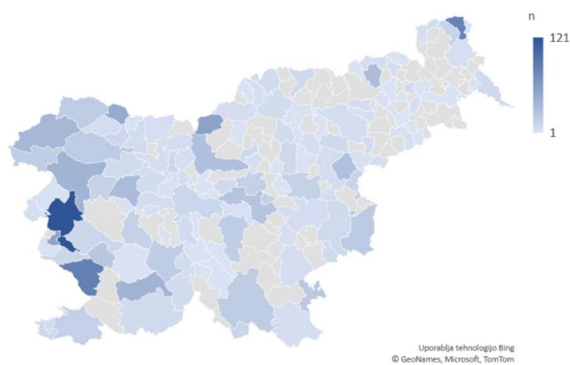 n
121
1
Uporablja tehnologijo Bing
© GeoNames, Microsoft, TomTom